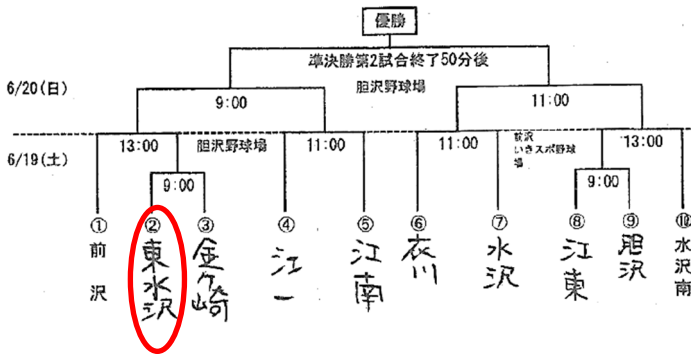 優勝
準決勝第2試合終了50分後
6/20(日)
9:00
胆沢野球場
11:00
6/19(土)
13:00
胆沢野球場
11:00
11:00
前沢
いきスポ野球
場
13:00
9:00
9:00
① 前沢
② 東水沢
③ 金ヶ崎
④ 江一
⑤ 江南
⑥ 衣川
⑦ 水沢
⑧ 江東
⑨ 胆沢
⑩ 水沢南